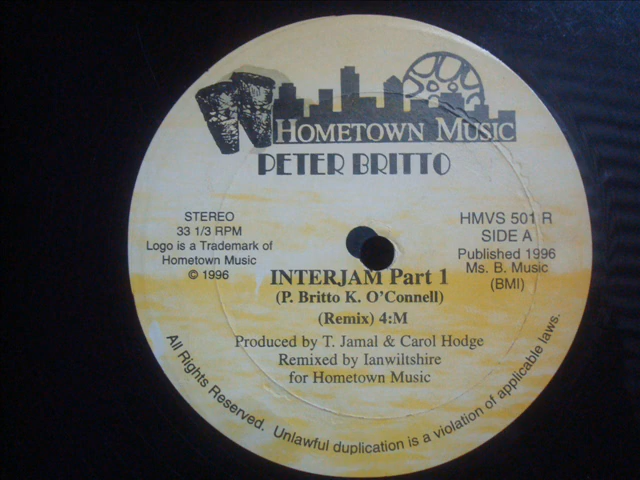 HOMETOWN MUSIC
PETER BRITTO
STEREO
33 1/3 RPM
Logo is a Trademark of
Hometown Music
© 1996
HMVS 501 R
SIDE A
Published 1996
Ms. B. Music
(BMI)
INTERJAM Part 1
(P. Britto K. O'Connell)
(Remix) 4:M
Produced by T. Jamal & Carol Hodge
Remixed by Ianwiltshire
for Hometown Music
All Rights Reserved. Unlawful duplication is a violation of applicable laws.